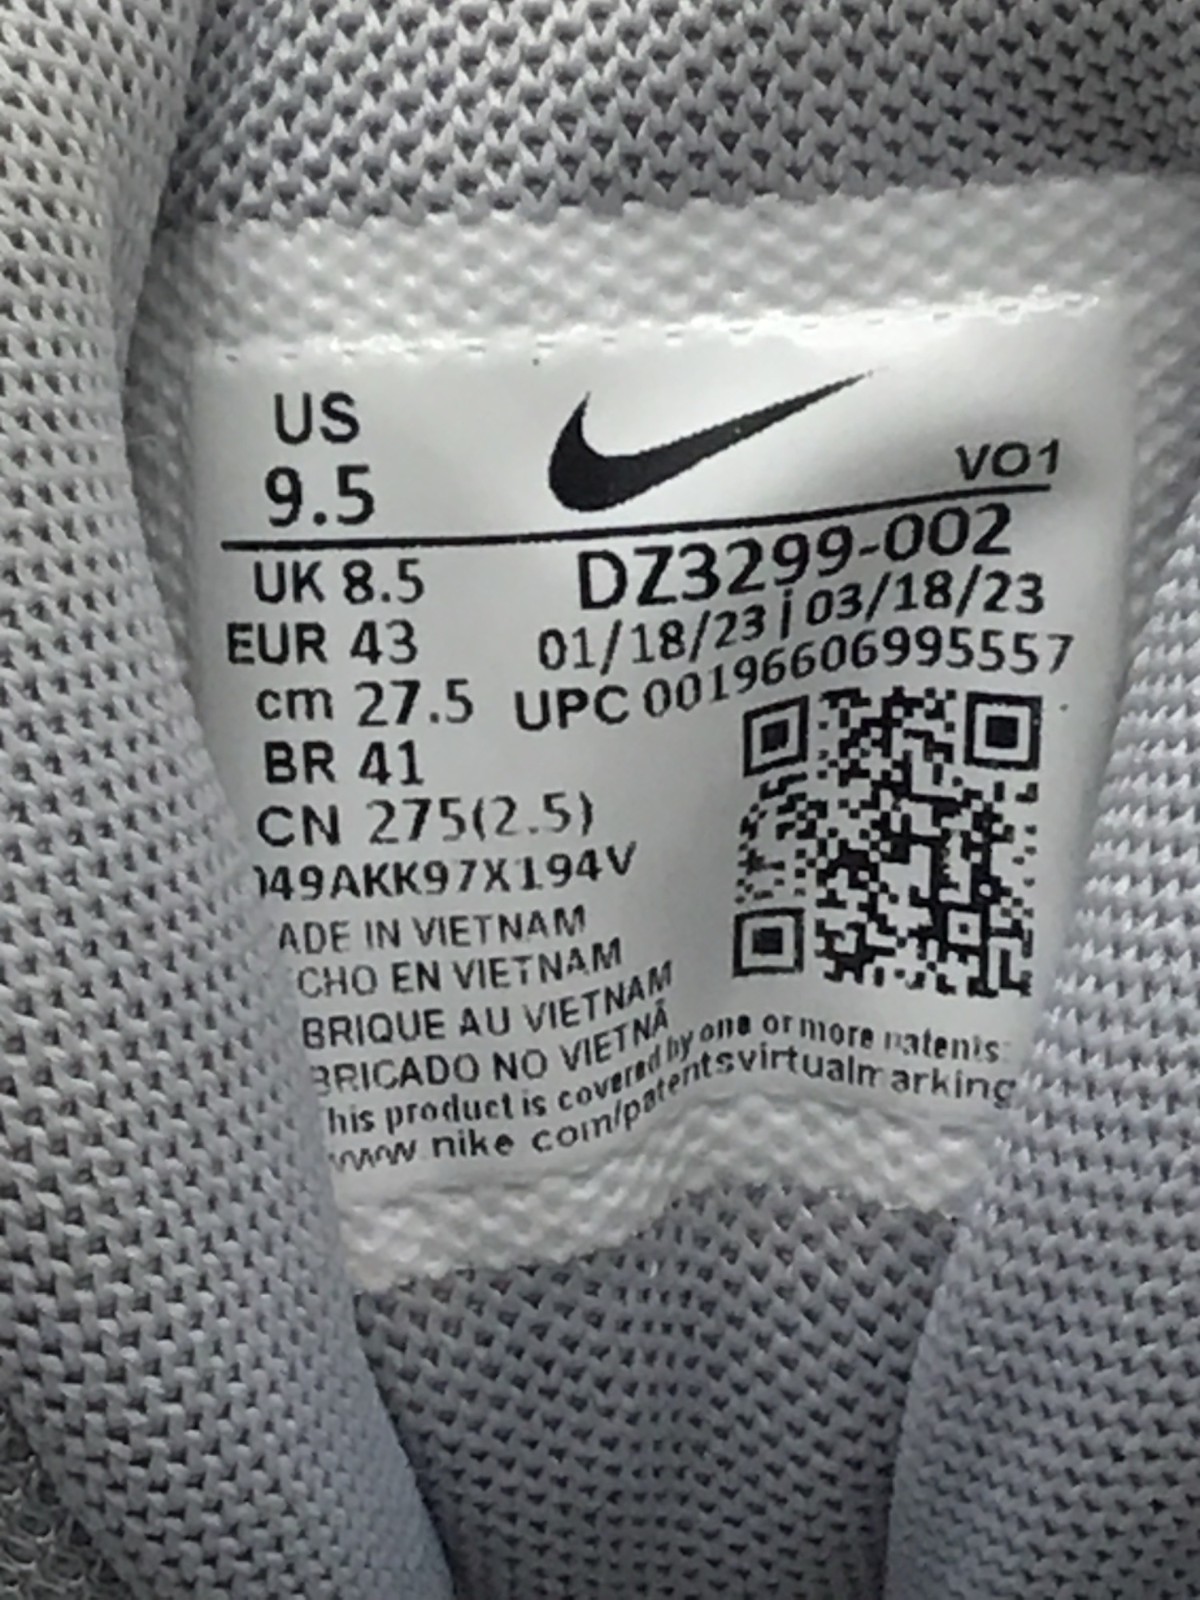 US
9.5
VO1
UK 8.5
DZ3299-002
EUR 43
01/18/23 | 03/18/23
cm 27.5
UPC 00196606995557
BR 41
CN 275(2.5)
49AKK97X194V
ADE IN VIETNAM
CHO EN VIETNAM
BRIQUE AU VIETNAM
BRICADO NO VIETNÃ
his product is covered by one or more patents
www nike com/patentsvirtualmarking